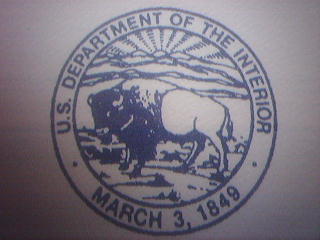 U.S. DEPARTMENT OF THE INTERIOR
MARCH 3, 1849